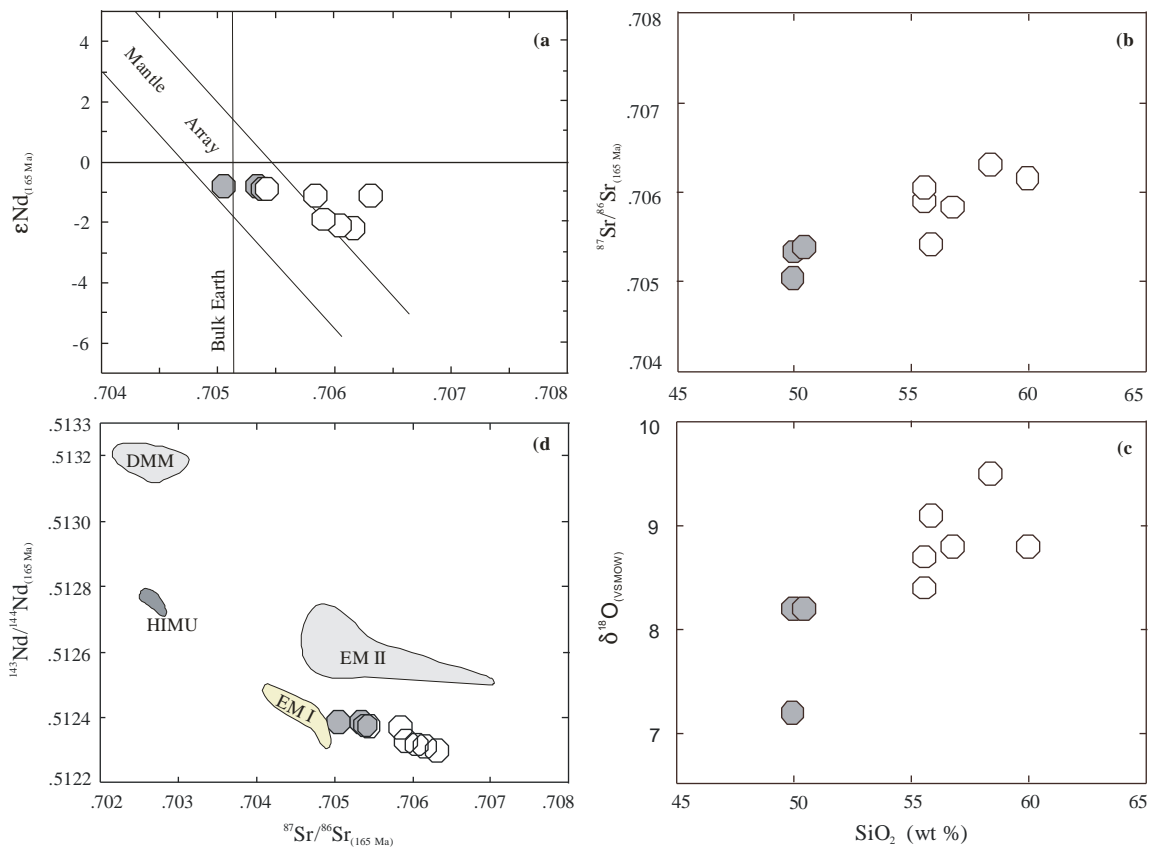 (a
4
2
0
-2
-4
-6
εNd(165 Ma)
Mantle
Array
Bulk Earth
.704 .705 .706 .707 .708
(b
.708
.707
.706
.705
.704
⁸⁷Sr/⁸⁶Sr(165 Ma)
45 50 55 60 65
(d
.5133
.5132
.5130
.5128
.5126
.5124
.5122
¹⁴³Nd/¹⁴⁴Nd(165 Ma)
DMM
HIMU
EM II
EM I
.702 .703 .704 .705 .706 .707 .708
⁸⁷Sr/⁸⁶Sr(165 Ma)
(c
10
9
8
7
δ¹⁸O(VSMOW)
45 50 55 60 65
SiO₂ (wt %)